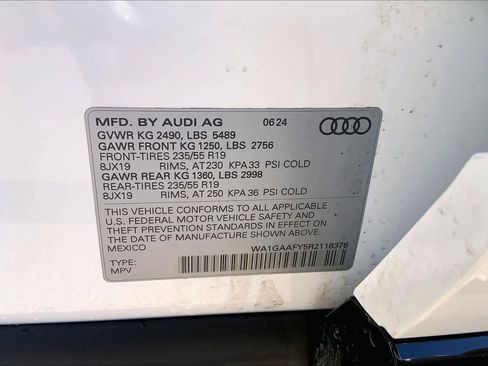 MFD. BY AUDI AG 06 24
GVWR KG 2490, LBS 5489
GAWR FRONT KG 1250, LBS 2756
FRONT-TIRES 235/55 R19
8JX19 RIMS, AT 230 KPA 33 PSI COLD
GAWR REAR KG 1360, LBS 2998
REAR-TIRES 235/55 R19
8JX19 RIMS, AT 250 KPA 36 PSI COLD
THIS VEHICLE CONFORMS TO ALL APPLICABLE
U.S. FEDERAL MOTOR VEHICLE SAFETY AND
THEFT PREVENTION STANDARDS IN EFFECT ON
THE DATE OF MANUFACTURE SHOWN ABOVE.
MEXICO
WA1GAAFY5R2118376
TYPE:
MPV